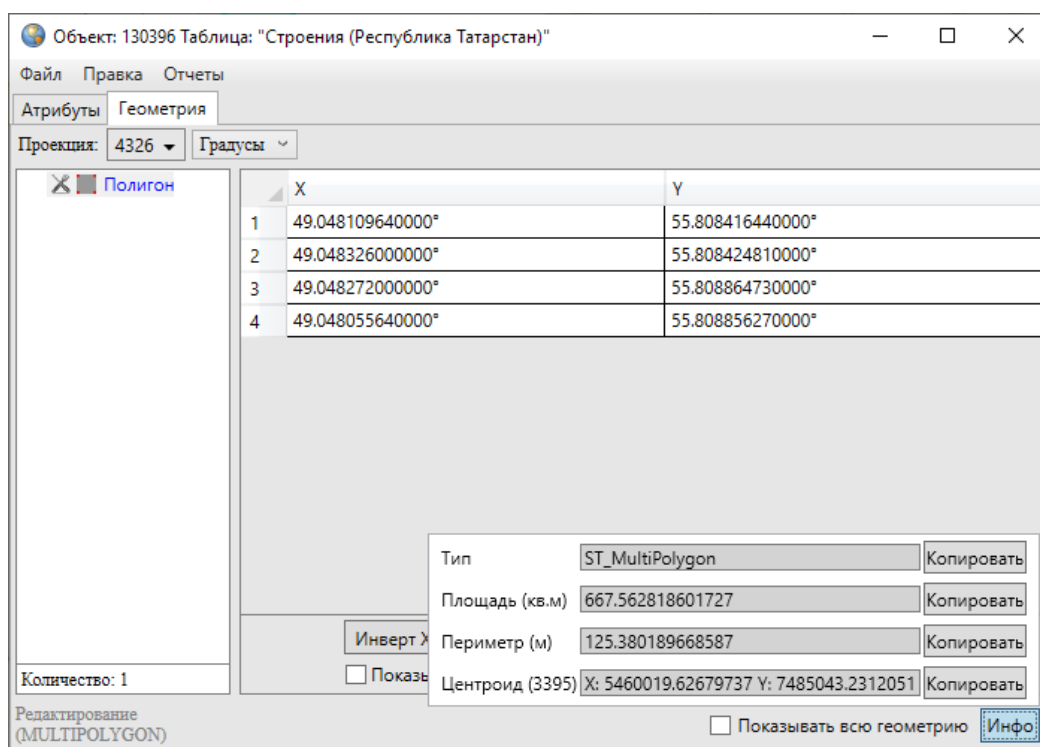 Объект: 130396 Таблица: "Строения (Республика Татарстан)"
Файл Правка Отчеты
Атрибуты Геометрия
Проекция: 4326 Градусы
Полигон
X Y
1 49.048109640000° 55.808416440000°
2 49.048326000000° 55.808424810000°
3 49.048272000000° 55.808864730000°
4 49.048055640000° 55.808856270000°
Тип ST_MultiPolygon Копировать
Площадь (кв.м) 667.562818601727 Копировать
Инверт X
Периметр (м) 125.380189668587 Копировать
Показы
Центроид (3395) X: 5460019.62679737 Y: 7485043.2312051 Копировать
Количество: 1
Редактирование
(MULTIPOLYGON)
Показывать всю геометрию Инфо